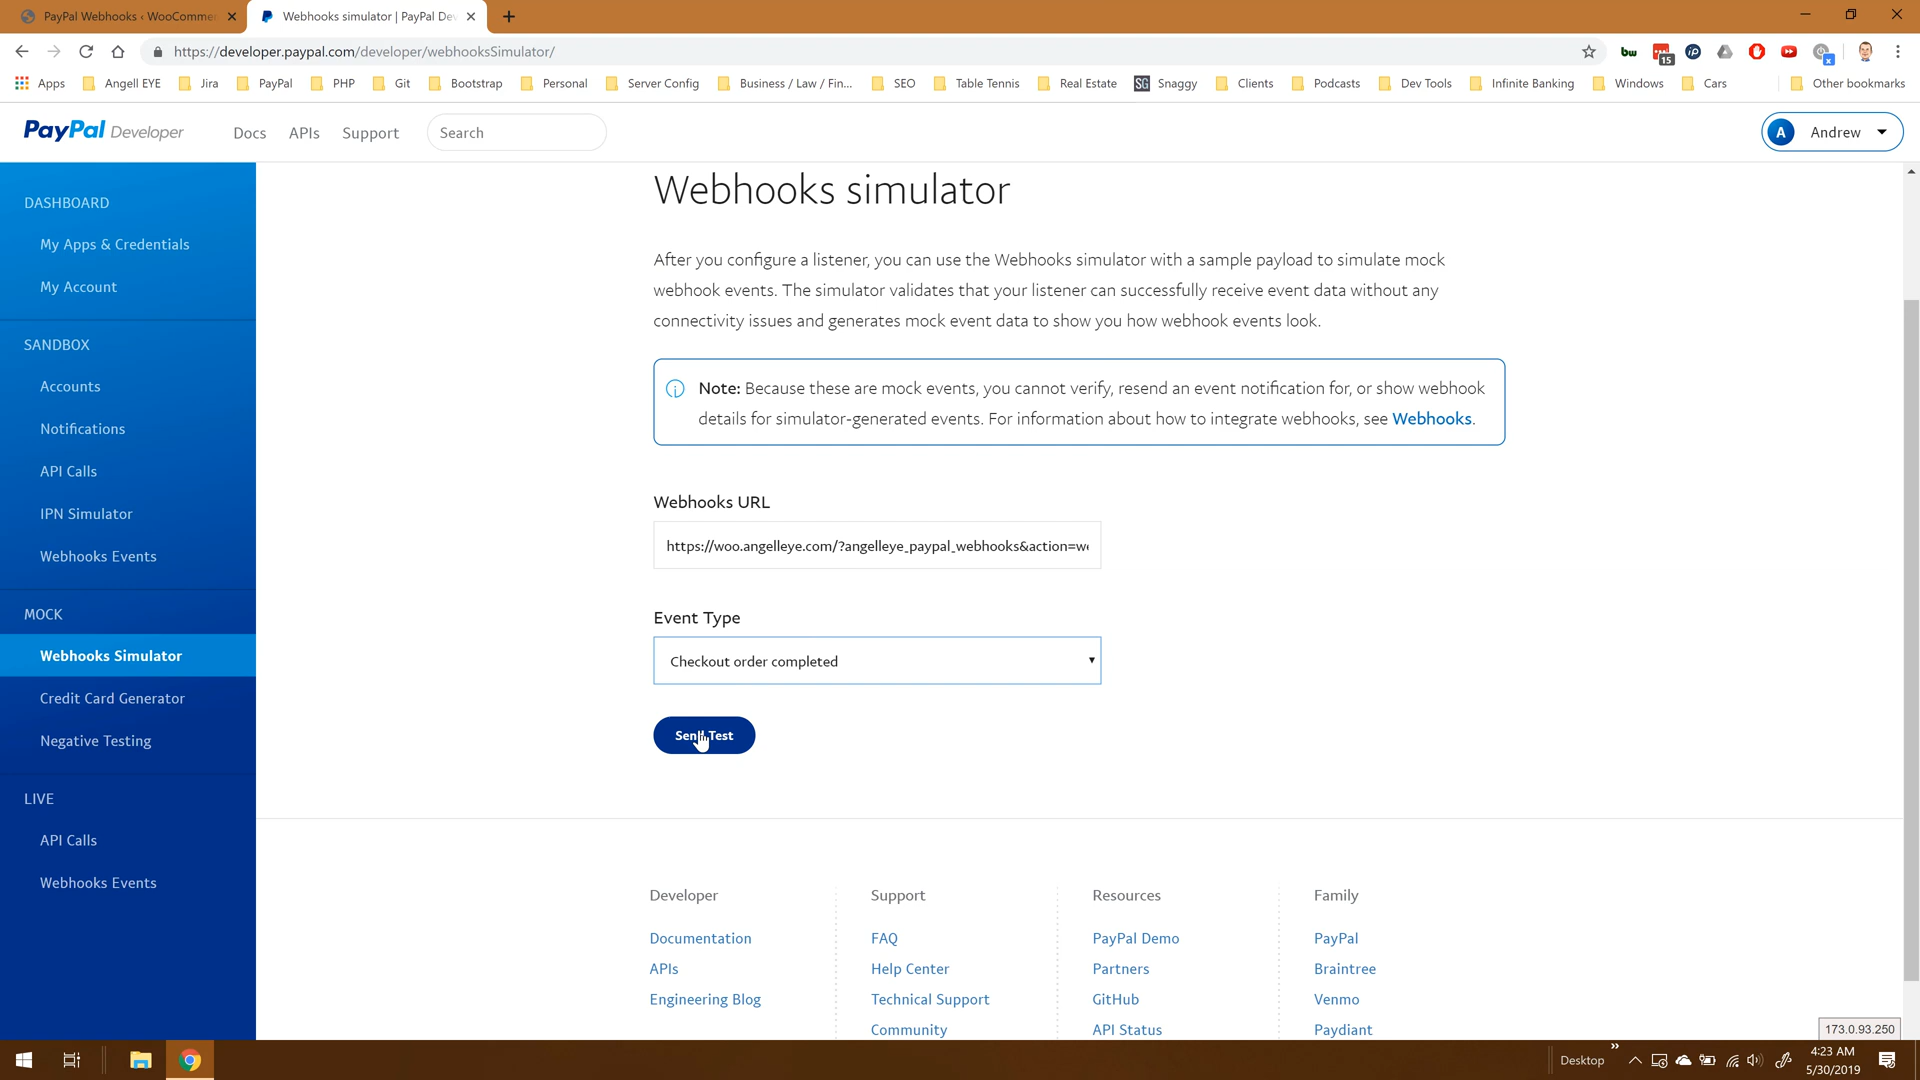 PayPal Webhooks ‹ WooCommer
Webhooks simulator | PayPal Dev
https://developer.paypal.com/developer/webhooksSimulator/
bw
15
Apps
Angell EYE
Jira
PayPal
PHP
Git
Bootstrap
Personal
Server Config
Business / Law / Fin...
SEO
Table Tennis
Real Estate
SG
Snaggy
Clients
Podcasts
Dev Tools
Infinite Banking
Windows
Cars
Other bookmarks
PayPal Developer
Docs
APIs
Support
Search
A
Andrew
DASHBOARD
My Apps & Credentials
My Account
SANDBOX
Accounts
Notifications
API Calls
IPN Simulator
Webhooks Events
MOCK
Webhooks Simulator
Credit Card Generator
Negative Testing
LIVE
API Calls
Webhooks Events
Webhooks simulator
After you configure a listener, you can use the Webhooks simulator with a sample payload to simulate mock
webhook events. The simulator validates that your listener can successfully receive event data without any
connectivity issues and generates mock event data to show you how webhook events look.
Note: Because these are mock events, you cannot verify, resend an event notification for, or show webhook
details for simulator-generated events. For information about how to integrate webhooks, see Webhooks.
Webhooks URL
https://woo.angelleye.com/?angelleye_paypal_webhooks&action=we
Event Type
Checkout order completed
Send Test
Developer
Documentation
APIs
Engineering Blog
Support
FAQ
Help Center
Technical Support
Community
Resources
PayPal Demo
Partners
GitHub
API Status
Family
PayPal
Braintree
Venmo
Paydiant
173.0.93.250
Desktop
4:23 AM
5/30/2019